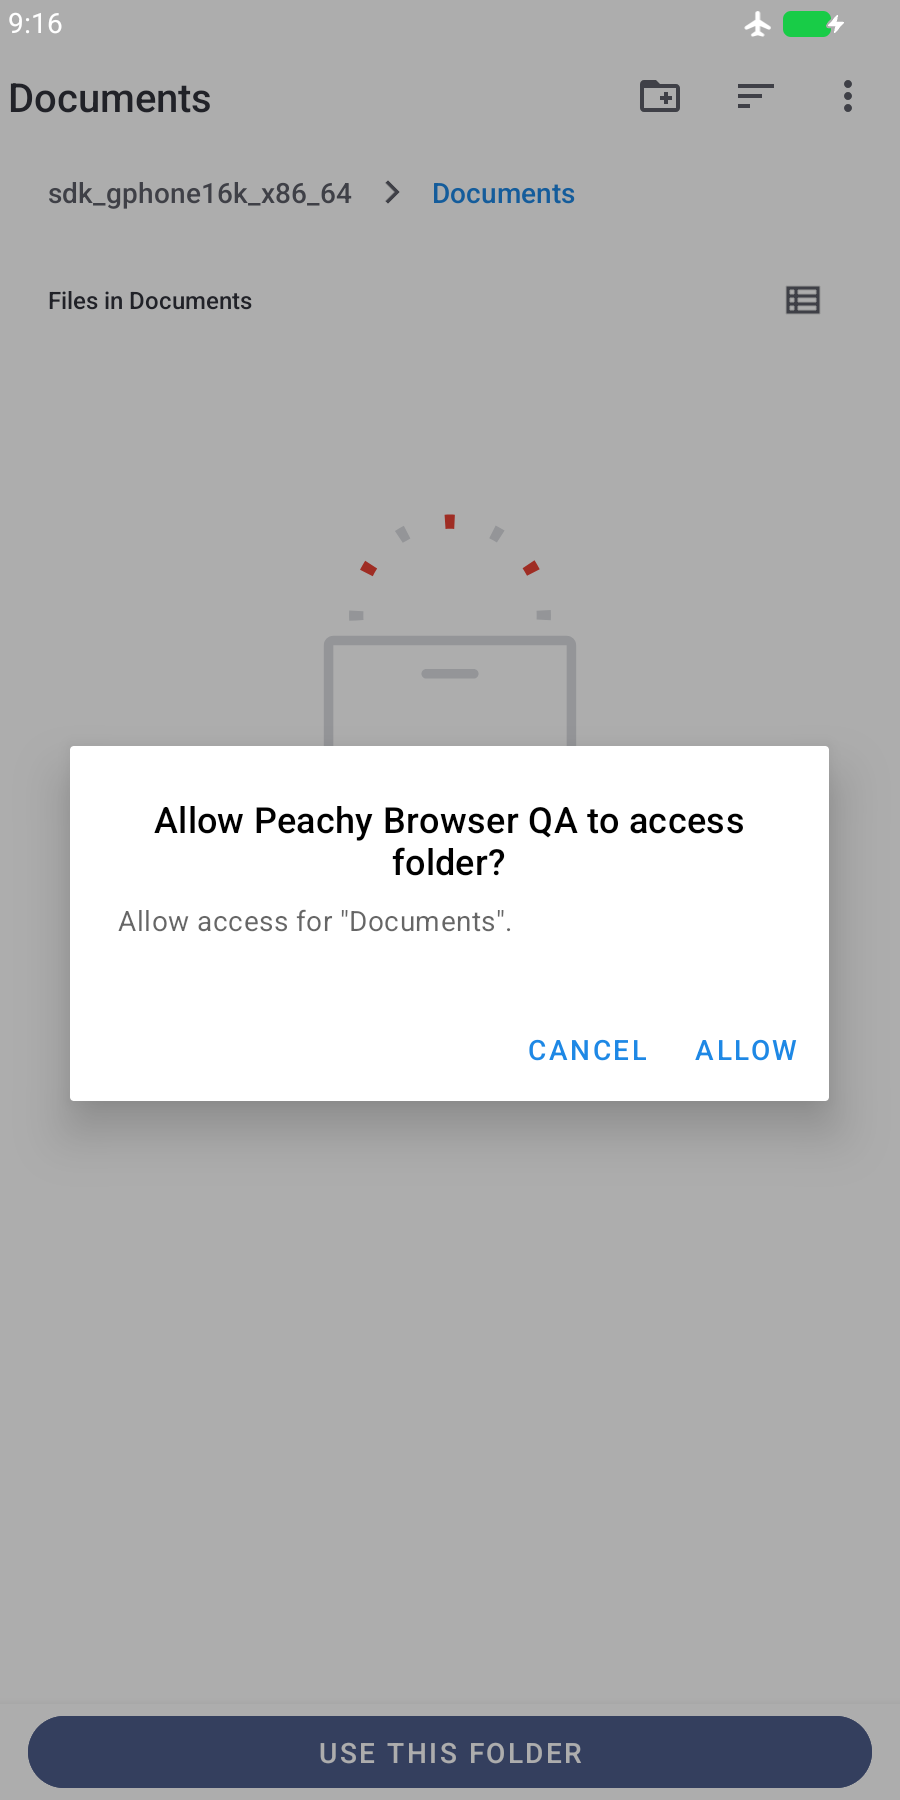 9:16
Documents
sdk_gphone16k_x86_64 Documents
Files in Documents
Allow Peachy Browser QA to access
folder?
Allow access for "Documents".
CANCEL ALLOW
USE THIS FOLDER